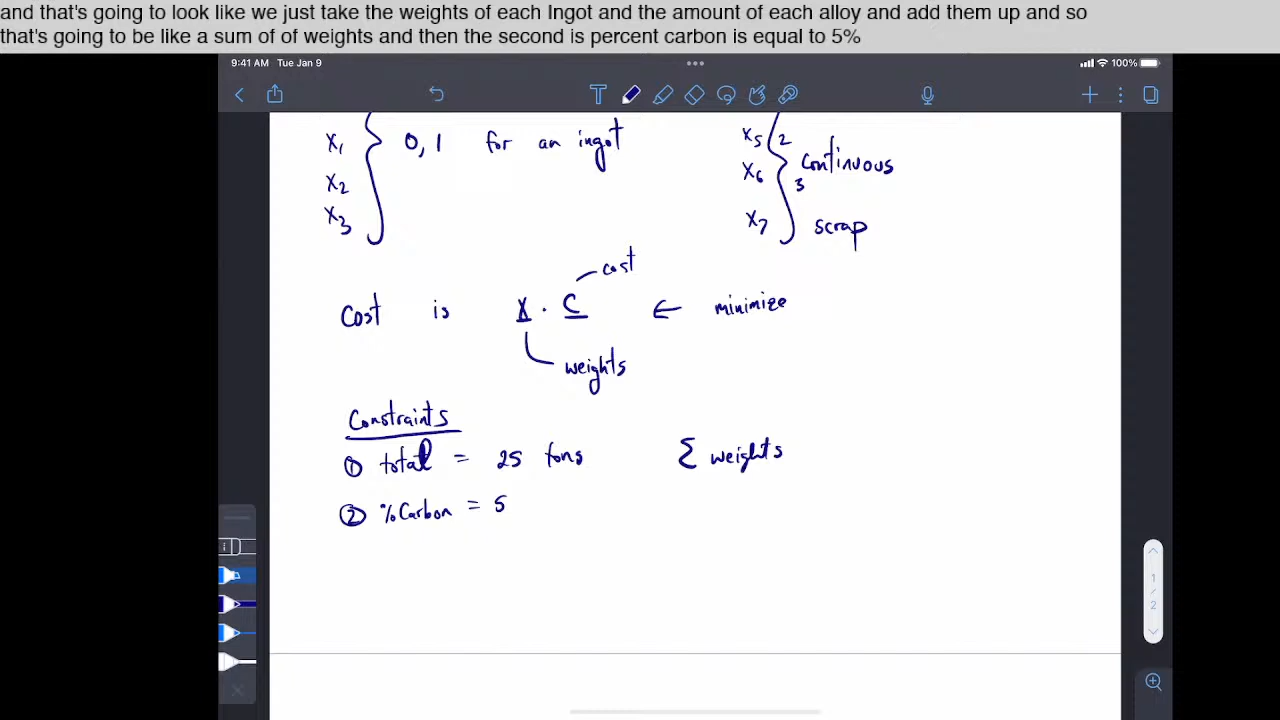 and that's going to look like we just take the weights of each Ingot and the amount of each alloy and add them up and so
that's going to be like a sum of of weights and then the second is percent carbon is equal to 5%
9:41 AM Tue Jan 9
100%
T
x1 0, 1 for an ingot
x2
x3
x5 2
x6 3 continuous
x7 scrap
cost
Cost is x · c ← minimize
weights
Constraints
① total = 25 tons Σ weights
② %Carbon = 5
1
/
2